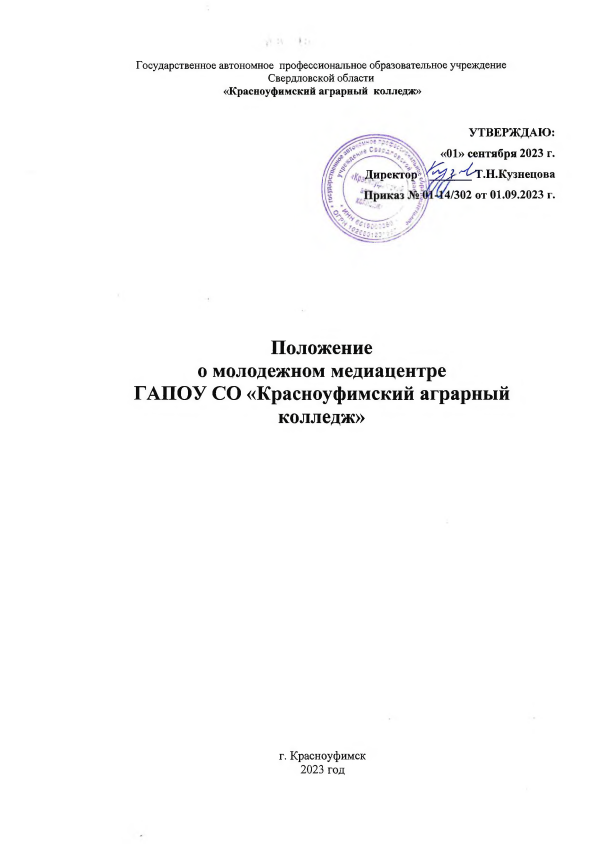 Государственное автономное профессиональное образовательное учреждение
Свердловской области
«Красноуфимский аграрный колледж»
УТВЕРЖДАЮ:
«01» сентября 2023 г.
Директор Т.Н.Кузнецова
Приказ № 01-14/302 от 01.09.2023 г.
Положение
о молодежном медиацентре
ГАПОУ СО «Красноуфимский аграрный
колледж»
г. Красноуфимск
2023 год